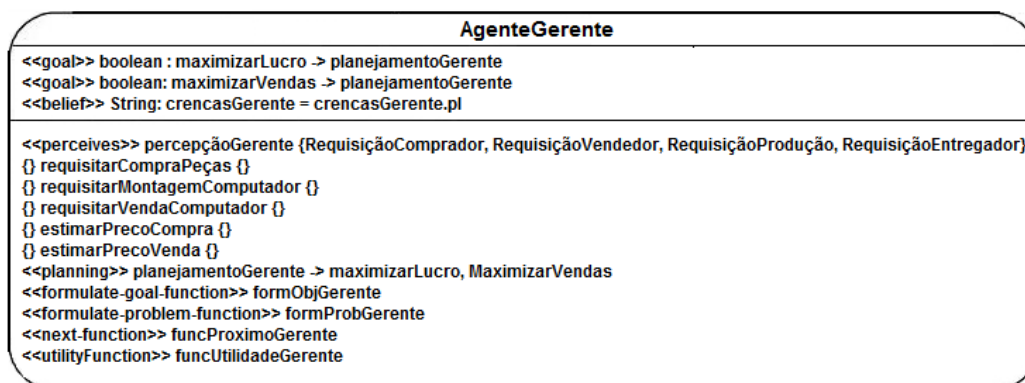 AgenteGerente
<<goal>> boolean : maximizarLucro -> planejamentoGerente
<<goal>> boolean: maximizarVendas -> planejamentoGerente
<<belief>> String: crencasGerente = crencasGerente.pl
<<perceives>> percepçãoGerente {RequisiçãoComprador, RequisiçãoVendedor, RequisiçãoProdução, RequisiçãoEntregador}
{} requisitarCompraPeças {}
{} requisitarMontagemComputador {}
{} requisitarVendaComputador {}
{} estimarPrecoCompra {}
{} estimarPrecoVenda {}
<<planning>> planejamentoGerente -> maximizarLucro, MaximizarVendas
<<formulate-goal-function>> formObjGerente
<<formulate-problem-function>> formProbGerente
<<next-function>> funcProximoGerente
<<utilityFunction>> funcUtilidadeGerente